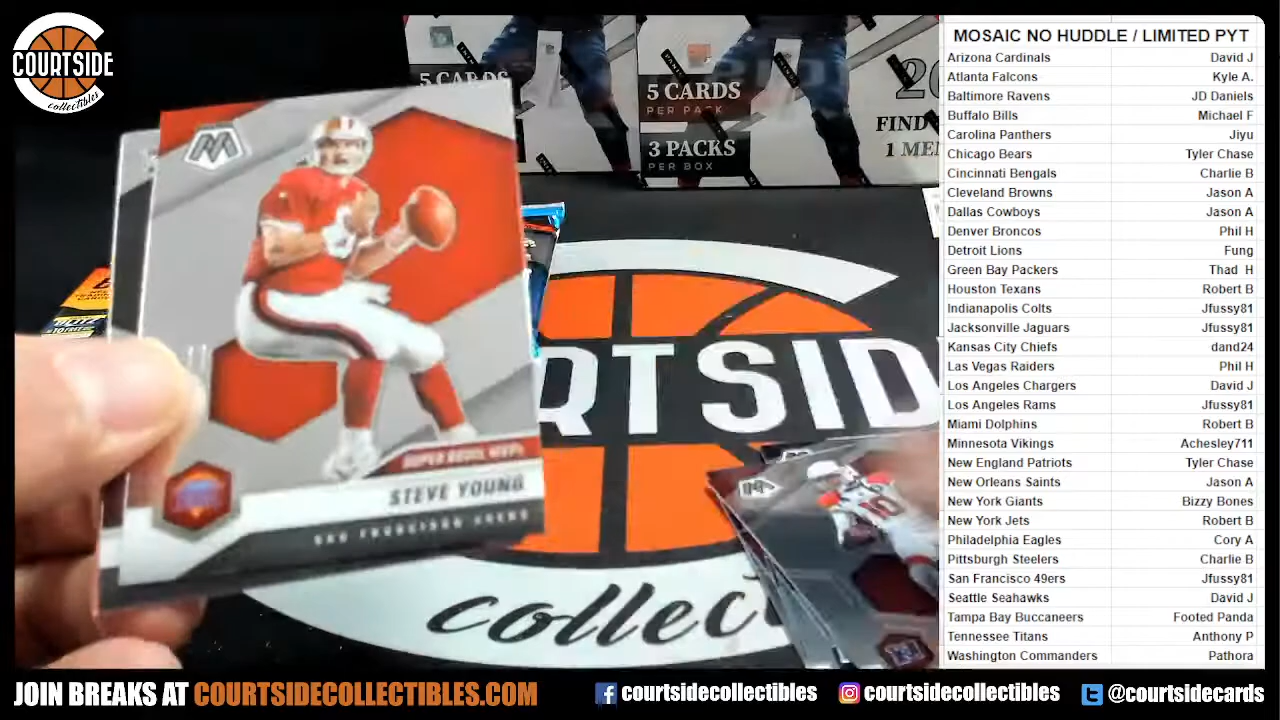 COURTSIDE
collectibles
5 CARDS
5 CARDS
PER PACK
3 PACKS
PER BOX
20
FIND
1 MEM
M
SUPER BOWL MVPS
STEVE YOUNG
SAN FRANCISCO 49ERS
RTSID
collec
MOSAIC NO HUDDLE / LIMITED PYT
Arizona Cardinals David J
Atlanta Falcons Kyle A.
Baltimore Ravens JD Daniels
Buffalo Bills Michael F
Carolina Panthers Jiyu
Chicago Bears Tyler Chase
Cincinnati Bengals Charlie B
Cleveland Browns Jason A
Dallas Cowboys Jason A
Denver Broncos Phil H
Detroit Lions Fung
Green Bay Packers Thad H
Houston Texans Robert B
Indianapolis Colts Jfussy81
Jacksonville Jaguars Jfussy81
Kansas City Chiefs dand24
Las Vegas Raiders Phil H
Los Angeles Chargers David J
Los Angeles Rams Jfussy81
Miami Dolphins Robert B
Minnesota Vikings Achesley711
New England Patriots Tyler Chase
New Orleans Saints Jason A
New York Giants Bizzy Bones
New York Jets Robert B
Philadelphia Eagles Cory A
Pittsburgh Steelers Charlie B
San Francisco 49ers Jfussy81
Seattle Seahawks David J
Tampa Bay Buccaneers Footed Panda
Tennessee Titans Anthony P
Washington Commanders Pathora
JOIN BREAKS AT COURTSIDECOLLECTIBLES.COM
courtsidecollectibles
courtsidecollectibles
@courtsidecards